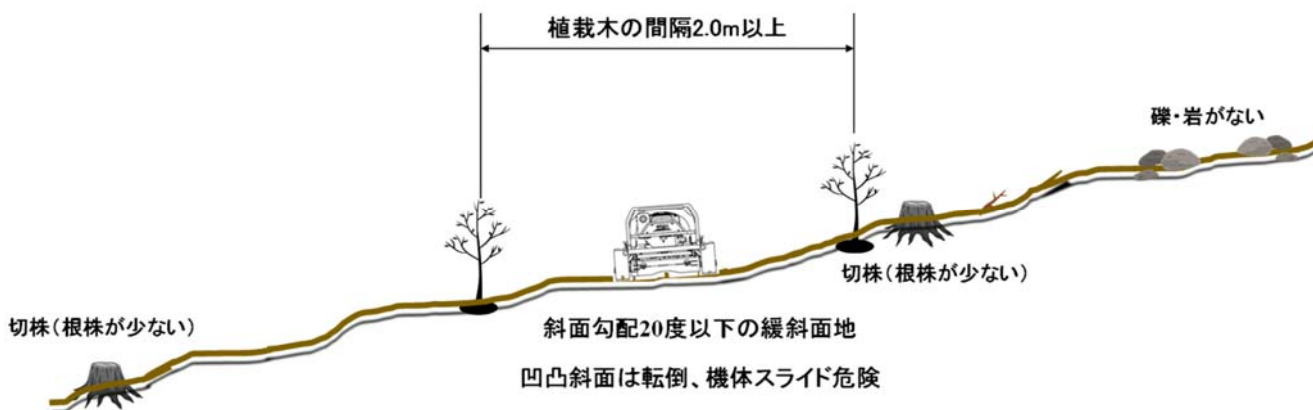 植栽木の間隔2.0m以上
礫・岩がない
切株(根株が少ない)
切株(根株が少ない)
斜面勾配20度以下の緩斜面地
凹凸斜面は転倒、機体スライド危険